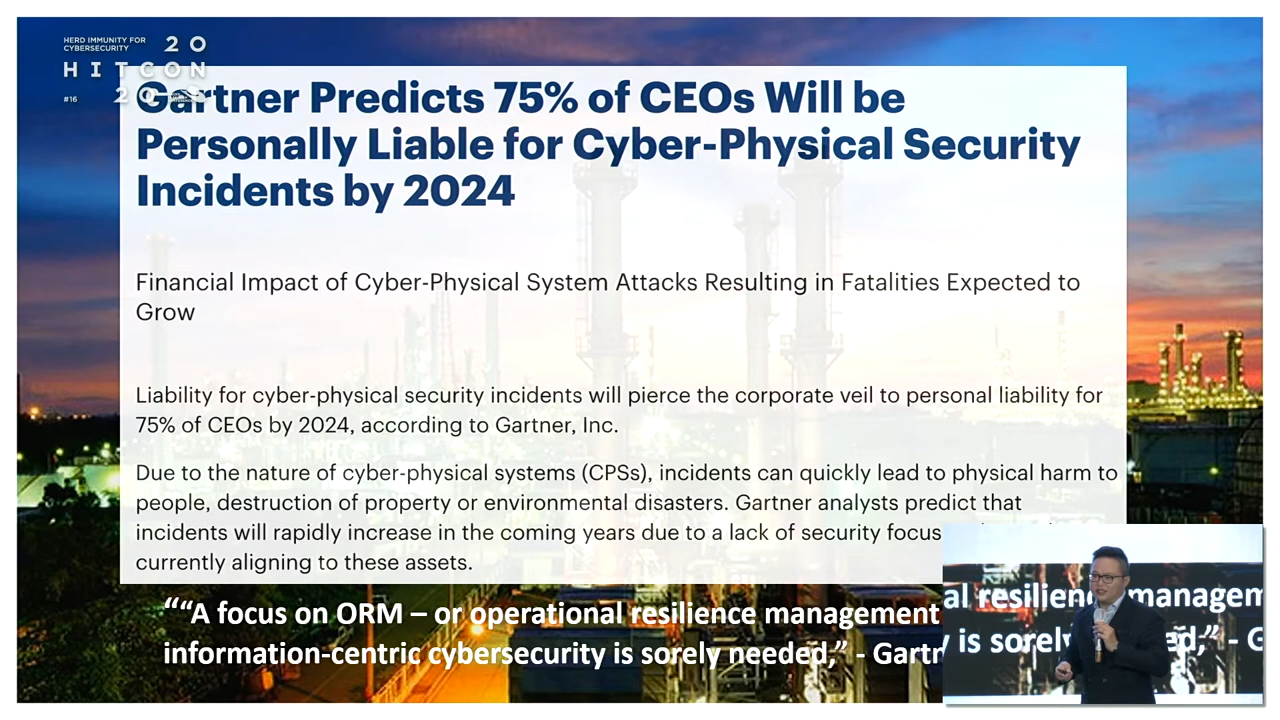 HERD IMMUNITY FOR
CYBERSECURITY 20
HITCON
#16 20
Gartner Predicts 75% of CEOs Will be
Personally Liable for Cyber-Physical Security
Incidents by 2024
Financial Impact of Cyber-Physical System Attacks Resulting in Fatalities Expected to
Grow
Liability for cyber-physical security incidents will pierce the corporate veil to personal liability for
75% of CEOs by 2024, according to Gartner, Inc.
Due to the nature of cyber-physical systems (CPSs), incidents can quickly lead to physical harm to
people, destruction of property or environmental disasters. Gartner analysts predict that
incidents will rapidly increase in the coming years due to a lack of security focus
currently aligning to these assets.
““A focus on ORM – or operational resilience management
information-centric cybersecurity is sorely needed,” - Gartn
al resilience managem
y is sorely ed,” - G